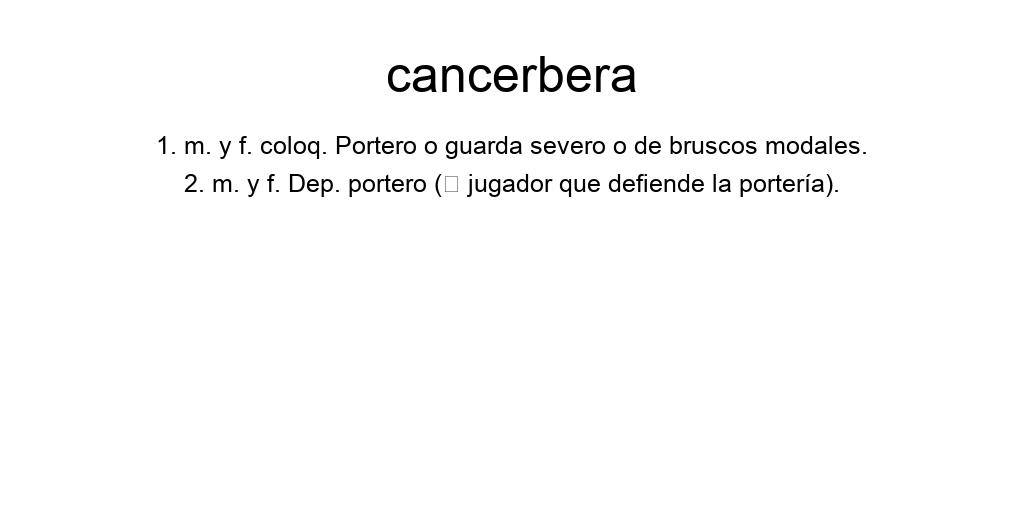 cancerbera
1. m. y f. coloq. Portero o guarda severo o de bruscos modales.
2. m. y f. Dep. portero (□ jugador que defiende la portería).